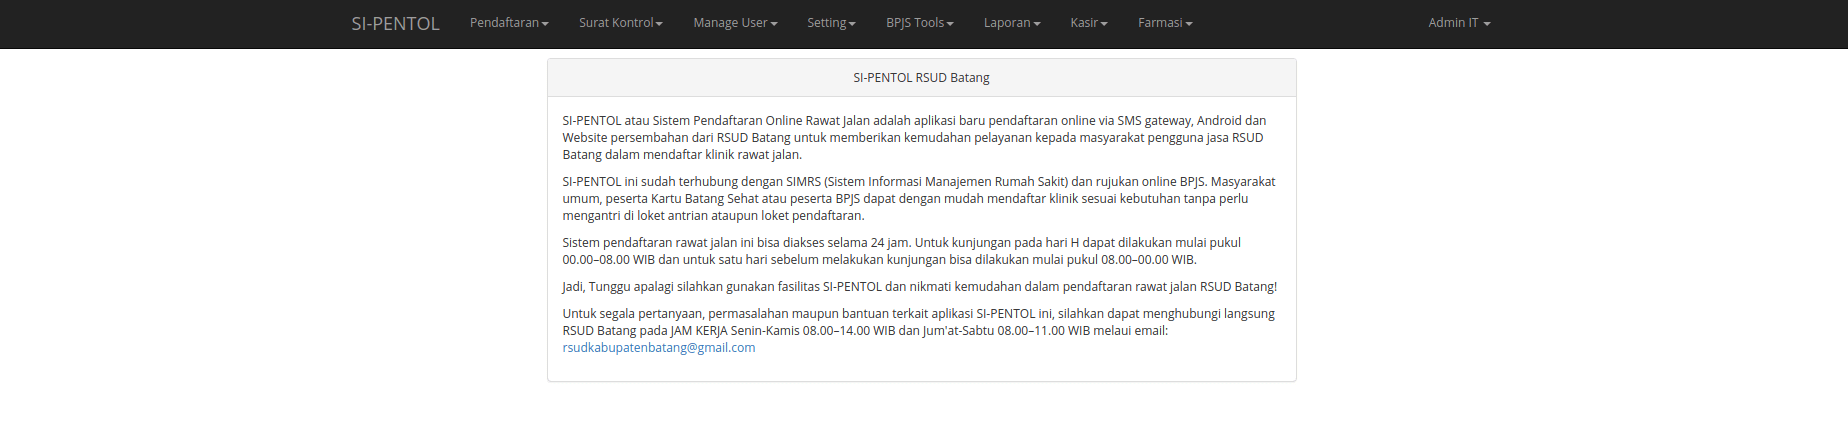 SI-PENTOL Pendaftaran Surat Kontrol Manage User Setting BPJS Tools Laporan Kasir Farmasi Admin IT
SI-PENTOL RSUD Batang
SI-PENTOL atau Sistem Pendaftaran Online Rawat Jalan adalah aplikasi baru pendaftaran online via SMS gateway, Android dan
Website persembahan dari RSUD Batang untuk memberikan kemudahan pelayanan kepada masyarakat pengguna jasa RSUD
Batang dalam mendaftar klinik rawat jalan.
SI-PENTOL ini sudah terhubung dengan SIMRS (Sistem Informasi Manajemen Rumah Sakit) dan rujukan online BPJS. Masyarakat
umum, peserta Kartu Batang Sehat atau peserta BPJS dapat dengan mudah mendaftar klinik sesuai kebutuhan tanpa perlu
mengantri di loket antrian ataupun loket pendaftaran.
Sistem pendaftaran rawat jalan ini bisa diakses selama 24 jam. Untuk kunjungan pada hari H dapat dilakukan mulai pukul
00.00–08.00 WIB dan untuk satu hari sebelum melakukan kunjungan bisa dilakukan mulai pukul 08.00–00.00 WIB.
Jadi, Tunggu apalagi silahkan gunakan fasilitas SI-PENTOL dan nikmati kemudahan dalam pendaftaran rawat jalan RSUD Batang!
Untuk segala pertanyaan, permasalahan maupun bantuan terkait aplikasi SI-PENTOL ini, silahkan dapat menghubungi langsung
RSUD Batang pada JAM KERJA Senin-Kamis 08.00–14.00 WIB dan Jum'at-Sabtu 08.00–11.00 WIB melaui email:
rsudkabupatenbatang@gmail.com